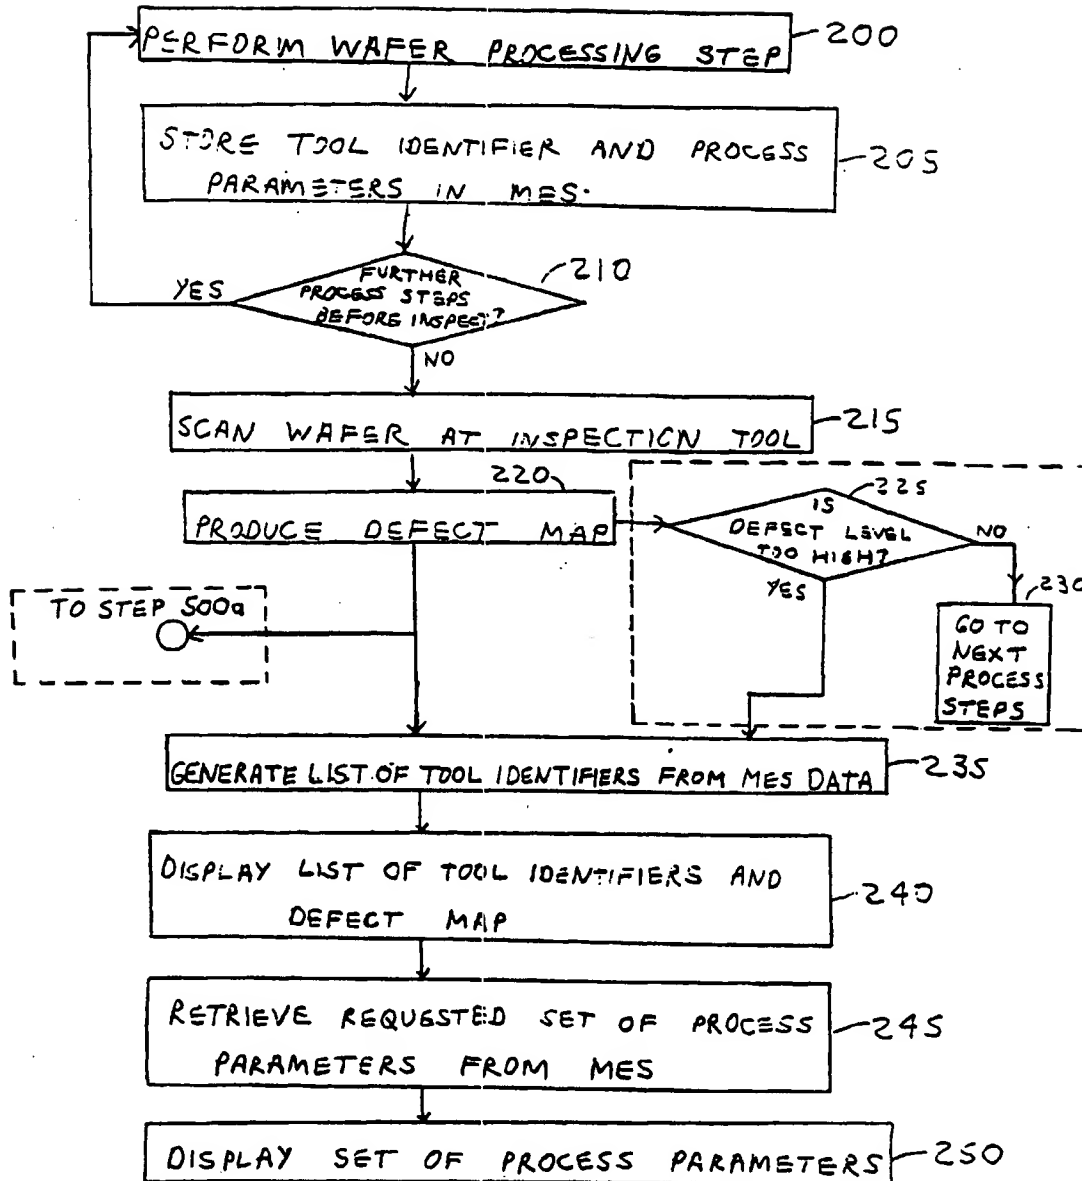 PERFORM WAFER PROCESSING STEP
200
STORE TOOL IDENTIFIER AND PROCESS
PARAMETERS IN MES.
205
FURTHER
PROCESS STEPS
BEFORE INSPECT?
210
YES
NO
SCAN WAFER AT INSPECTION TOOL
215
220
PRODUCE DEFECT MAP
225
IS
DEFECT LEVEL
TOO HIGH?
NO
YES
230
GO TO
NEXT
PROCESS
STEPS
TO STEP 500a
GENERATE LIST OF TOOL IDENTIFIERS FROM MES DATA
235
DISPLAY LIST OF TOOL IDENTIFIERS AND
DEFECT MAP
240
RETRIEVE REQUESTED SET OF PROCESS
PARAMETERS FROM MES
245
DISPLAY SET OF PROCESS PARAMETERS
250